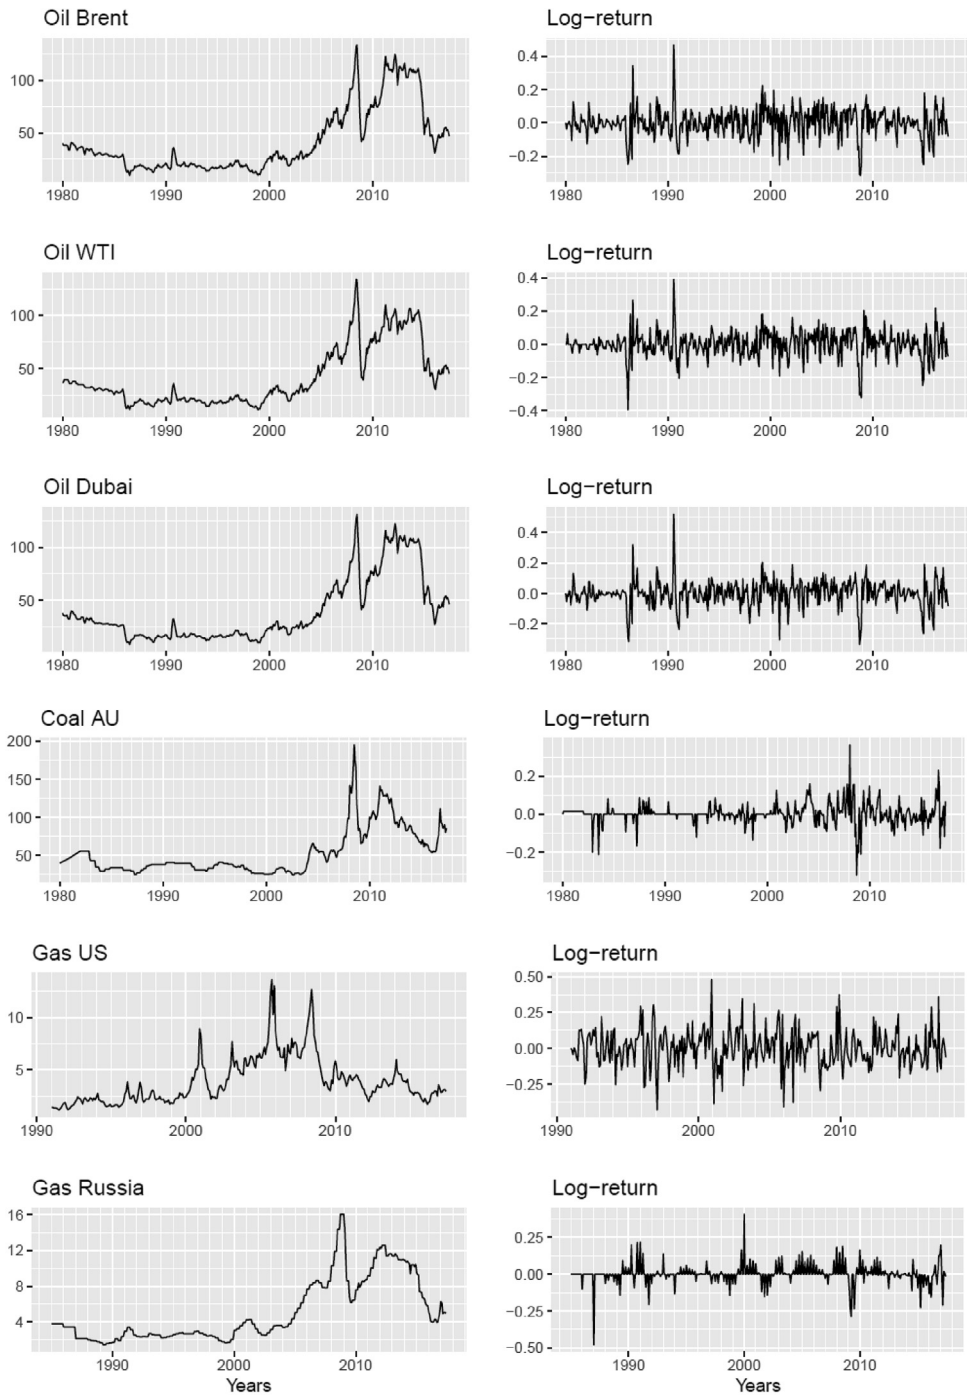 Oil Brent
Log−return
100
50
1980 1990 2000 2010
0.4
0.2
0.0
−0.2
1980 1990 2000 2010
Oil WTI
Log−return
100
50
1980 1990 2000 2010
0.4
0.2
0.0
−0.2
−0.4
1980 1990 2000 2010
Oil Dubai
Log−return
100
50
1980 1990 2000 2010
0.4
0.2
0.0
−0.2
1980 1990 2000 2010
Coal AU
Log−return
200
150
100
50
1980 1990 2000 2010
0.2
0.0
−0.2
1980 1990 2000 2010
Gas US
Log−return
10
5
1990 2000 2010
0.50
0.25
0.00
−0.25
1990 2000 2010
Gas Russia
Log−return
16
12
8
4
1990 2000 2010
Years
0.25
0.00
−0.25
−0.50
1990 2000 2010
Years